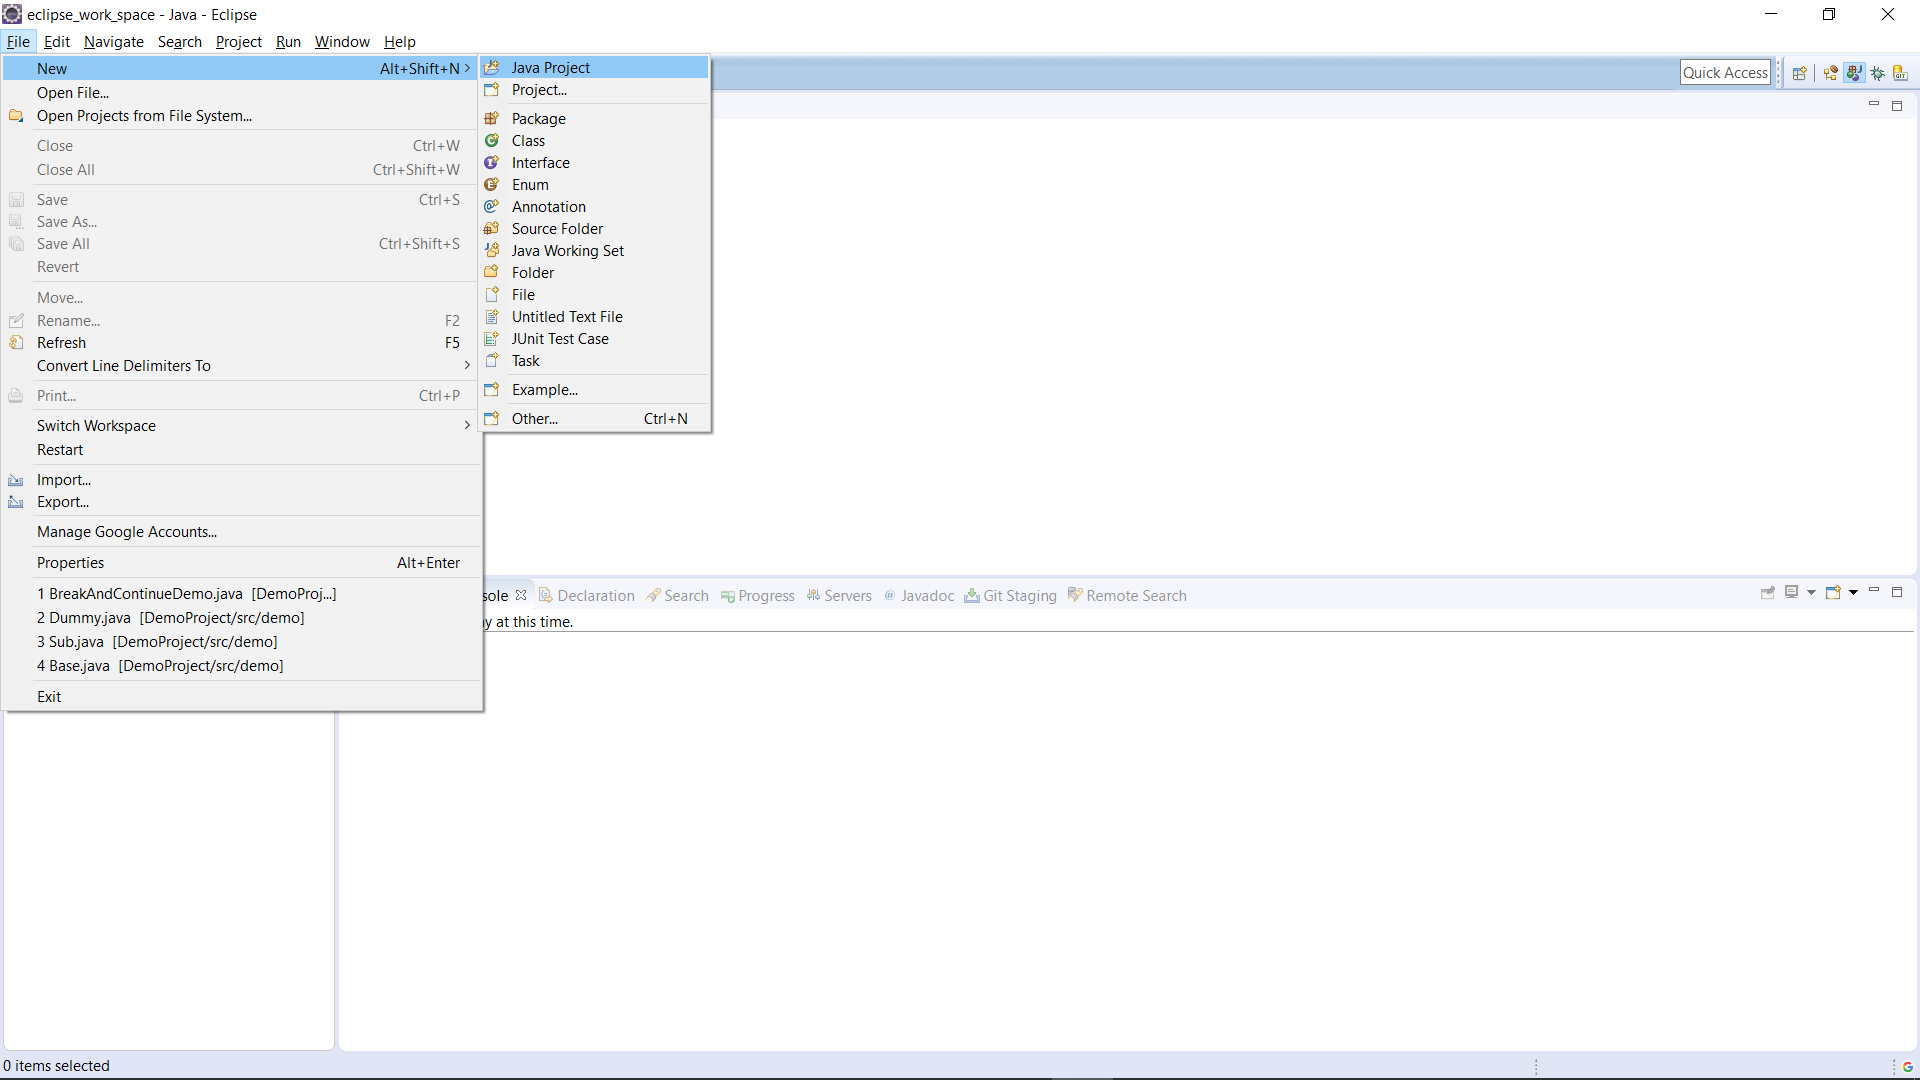 eclipse_work_space - Java - Eclipse
File Edit Navigate Search Project Run Window Help
New Alt+Shift+N
Open File...
Open Projects from File System...
Close Ctrl+W
Close All Ctrl+Shift+W
Save Ctrl+S
Save As...
Save All Ctrl+Shift+S
Revert
Move...
Rename... F2
Refresh F5
Convert Line Delimiters To
Print... Ctrl+P
Switch Workspace
Restart
Import...
Export...
Manage Google Accounts...
Properties Alt+Enter
1 BreakAndContinueDemo.java [DemoProj...]
2 Dummy.java [DemoProject/src/demo]
3 Sub.java [DemoProject/src/demo]
4 Base.java [DemoProject/src/demo]
Exit
Java Project
Project...
Package
Class
Interface
Enum
Annotation
Source Folder
Java Working Set
Folder
File
Untitled Text File
JUnit Test Case
Task
Example...
Other... Ctrl+N
Quick Access
sole Declaration Search Progress Servers Javadoc Git Staging Remote Search
y at this time.
0 items selected